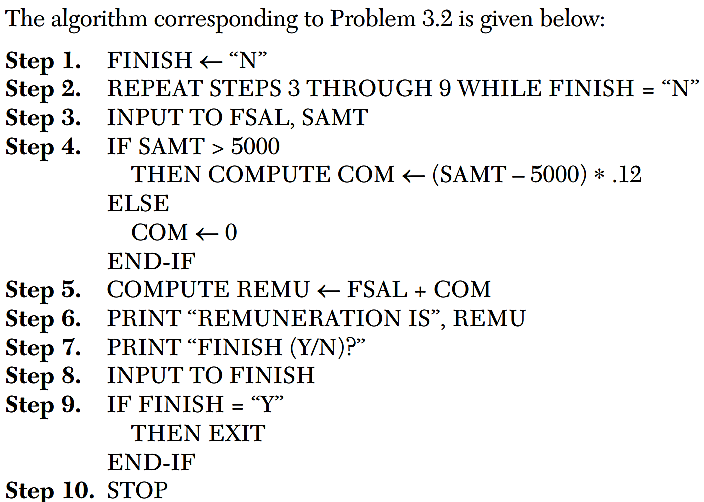 The algorithm corresponding to Problem 3.2 is given below:
Step 1. FINISH ← “N”
Step 2. REPEAT STEPS 3 THROUGH 9 WHILE FINISH = “N”
Step 3. INPUT TO FSAL, SAMT
Step 4. IF SAMT > 5000
THEN COMPUTE COM ← (SAMT – 5000) * .12
ELSE
COM ← 0
END-IF
Step 5. COMPUTE REMU ← FSAL + COM
Step 6. PRINT “REMUNERATION IS”, REMU
Step 7. PRINT “FINISH (Y/N)?”
Step 8. INPUT TO FINISH
Step 9. IF FINISH = “Y”
THEN EXIT
END-IF
Step 10. STOP